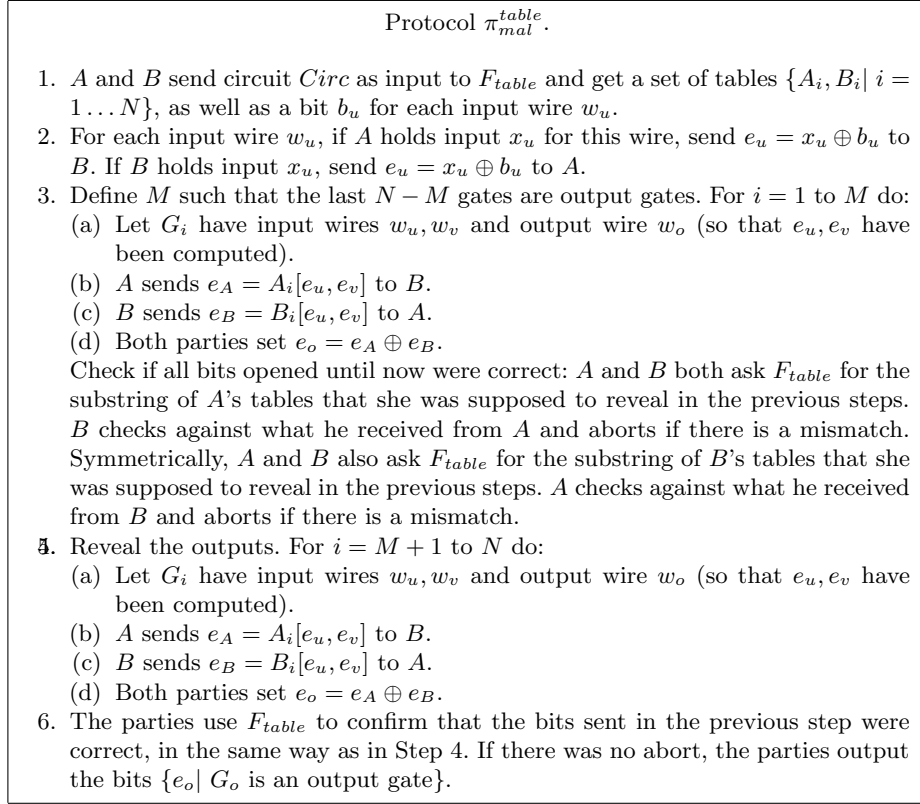 Protocol π_{mal}^{table}.
1. A and B send circuit Circ as input to F_{table} and get a set of tables {A_i, B_i| i =
1 . . . N}, as well as a bit b_u for each input wire w_u.
2. For each input wire w_u, if A holds input x_u for this wire, send e_u = x_u ⊕ b_u to
B. If B holds input x_u, send e_u = x_u ⊕ b_u to A.
3. Define M such that the last N − M gates are output gates. For i = 1 to M do:
(a) Let G_i have input wires w_u, w_v and output wire w_o (so that e_u, e_v have
been computed).
(b) A sends e_A = A_i[e_u, e_v] to B.
(c) B sends e_B = B_i[e_u, e_v] to A.
(d) Both parties set e_o = e_A ⊕ e_B.
Check if all bits opened until now were correct: A and B both ask F_{table} for the
substring of A's tables that she was supposed to reveal in the previous steps.
B checks against what he received from A and aborts if there is a mismatch.
Symmetrically, A and B also ask F_{table} for the substring of B's tables that she
was supposed to reveal in the previous steps. A checks against what he received
from B and aborts if there is a mismatch.
Reveal the outputs. For i = M + 1 to N do:
(a) Let G_i have input wires w_u, w_v and output wire w_o (so that e_u, e_v have
been computed).
(b) A sends e_A = A_i[e_u, e_v] to B.
(c) B sends e_B = B_i[e_u, e_v] to A.
(d) Both parties set e_o = e_A ⊕ e_B.
6. The parties use F_{table} to confirm that the bits sent in the previous step were
correct, in the same way as in Step 4. If there was no abort, the parties output
the bits {e_o| G_o is an output gate}.